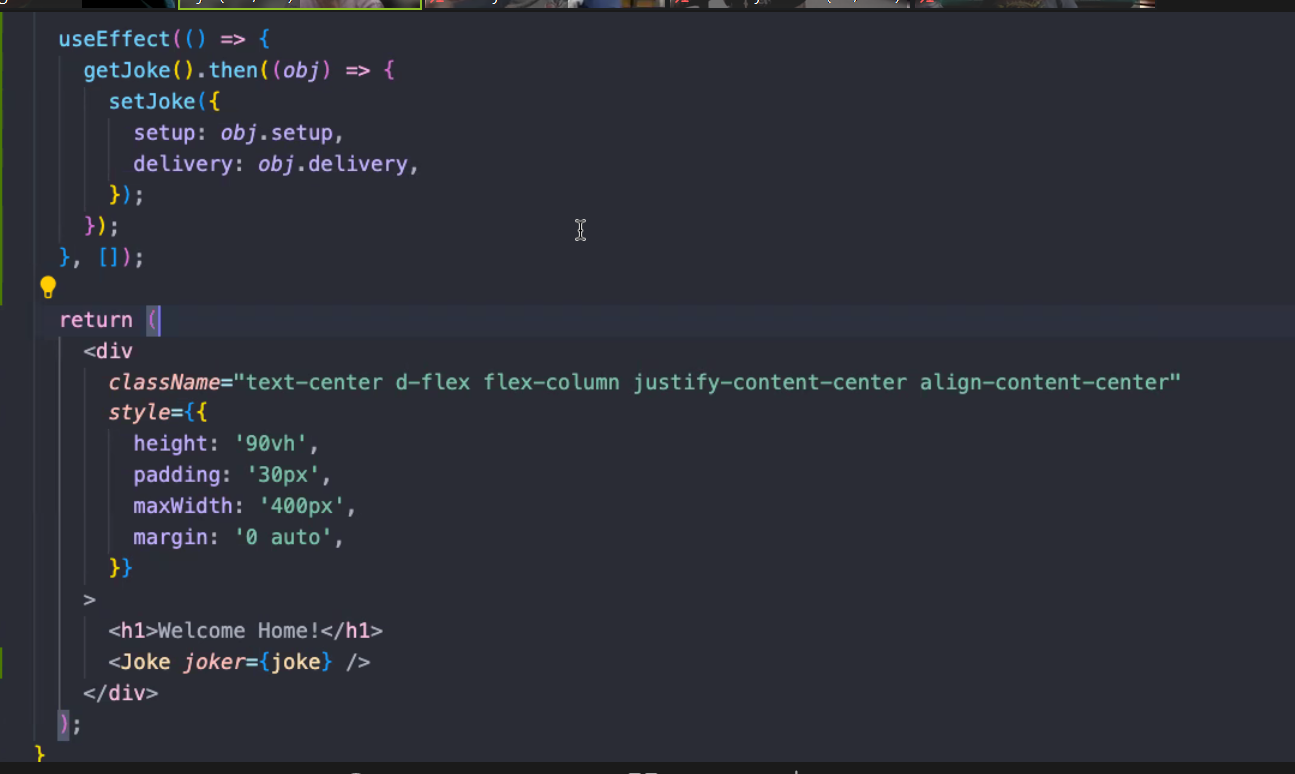 useEffect(() => {
getJoke().then((obj) => {
setJoke({
setup: obj.setup,
delivery: obj.delivery,
});
});
}, []);
return (
<div
className="text-center d-flex flex-column justify-content-center align-content-center"
style={{
height: '90vh',
padding: '30px',
maxWidth: '400px',
margin: '0 auto',
}}
>
<h1>Welcome Home!</h1>
<Joke joker={joke} />
</div>
);
}